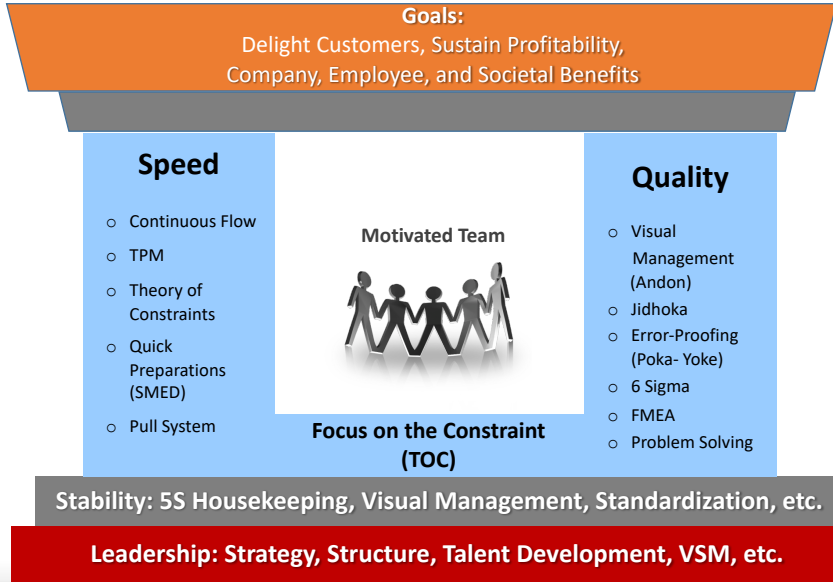 Goals:
Delight Customers, Sustain Profitability,
Company, Employee, and Societal Benefits
Speed
○ Continuous Flow
○ TPM
○ Theory of
Constraints
○ Quick
Preparations
(SMED)
○ Pull System
Motivated Team
Focus on the Constraint
(TOC)
Quality
○ Visual
Management
(Andon)
○ Jidhoka
○ Error-Proofing
(Poka- Yoke)
○ 6 Sigma
○ FMEA
○ Problem Solving
Stability: 5S Housekeeping, Visual Management, Standardization, etc.
Leadership: Strategy, Structure, Talent Development, VSM, etc.